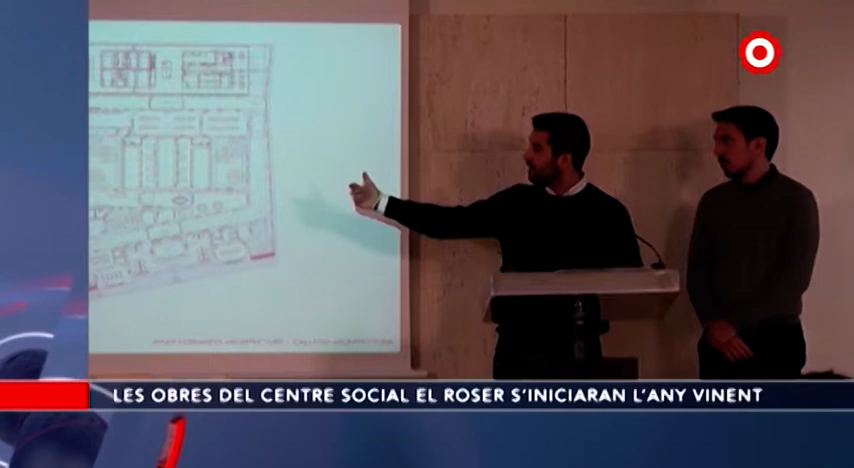 LES OBRES DEL CENTRE SOCIAL EL ROSER S'INICIARAN L'ANY VINENT